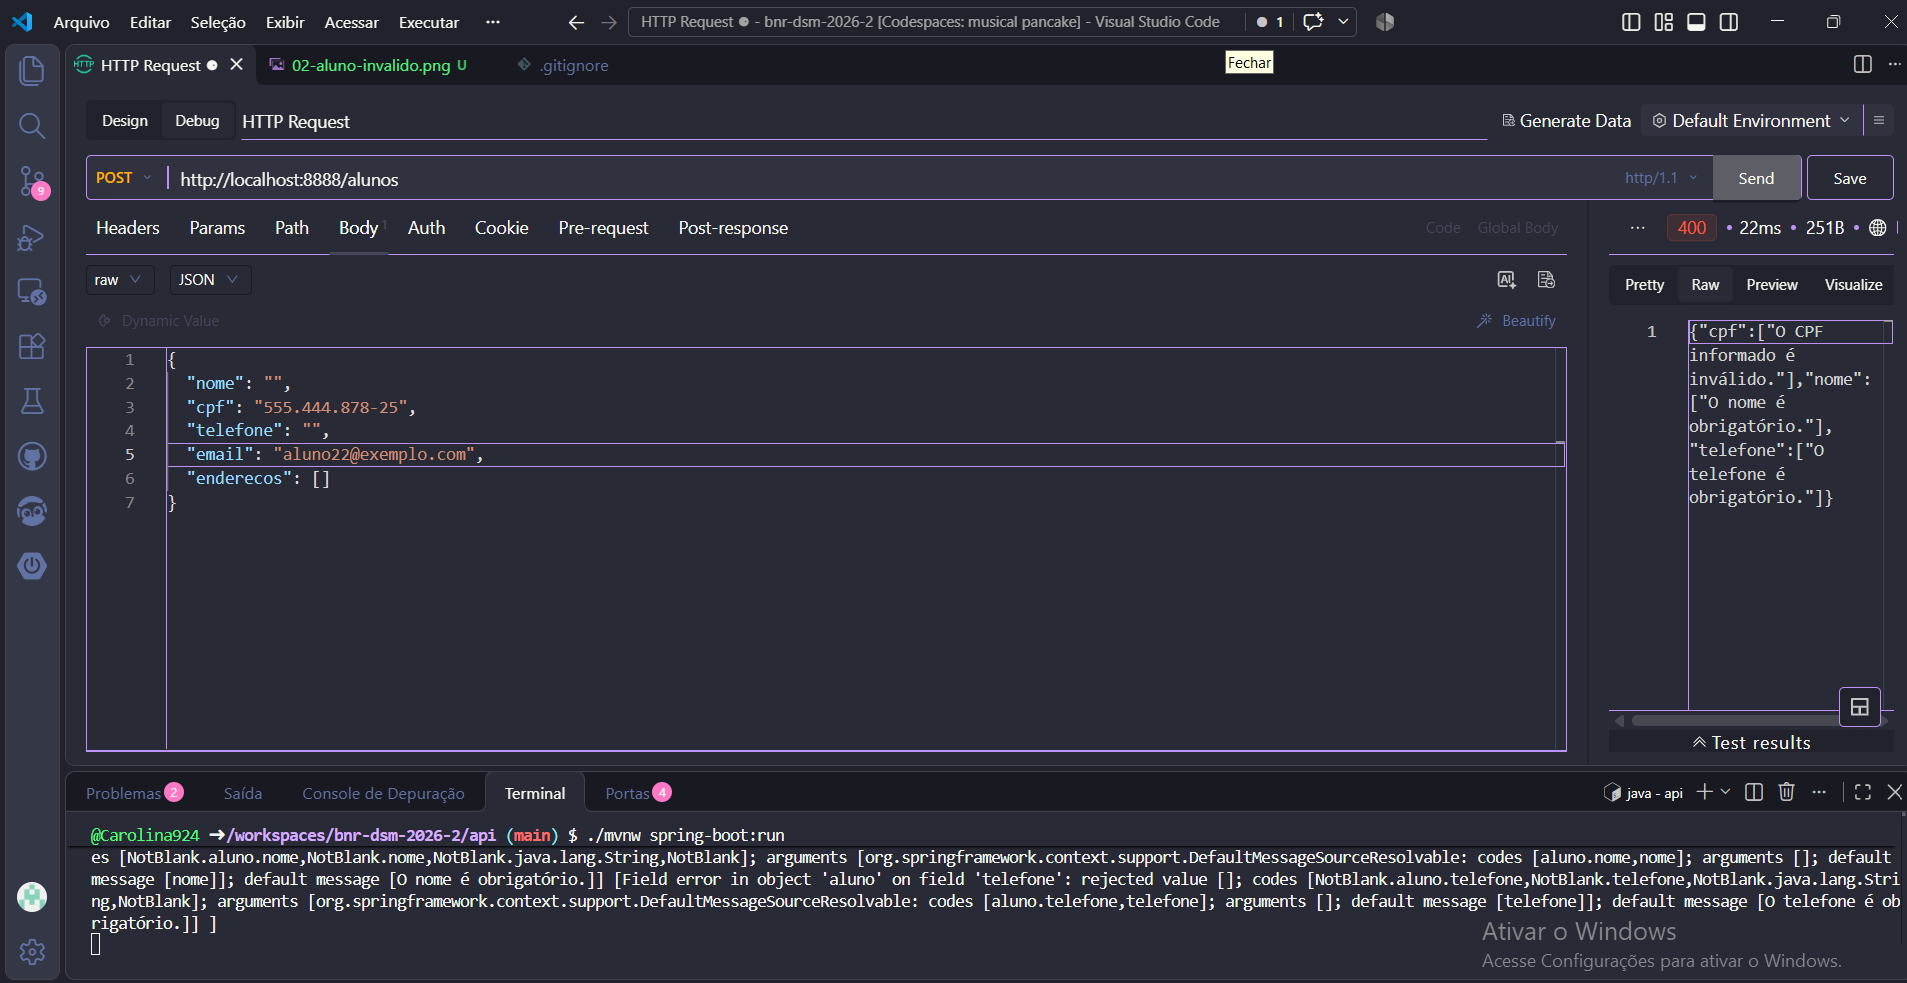 Arquivo Editar Seleção Exibir Acessar Executar ··· HTTP Request ● - bnr-dsm-2026-2 [Codespaces: musical pancake] - Visual Studio Code ● 1
HTTP Request ● 02-aluno-invalido.png U .gitignore
Fechar
Design Debug HTTP Request Generate Data Default Environment
POST http://localhost:8888/alunos http/1.1 Send Save
Headers Params Path Body 1 Auth Cookie Pre-request Post-response Code Global Body ··· 400 • 22ms • 251B •
raw JSON
Pretty Raw Preview Visualize
Dynamic Value Beautify
1 {
2 "nome": "",
3 "cpf": "555.444.878-25",
4 "telefone": "",
5 "email": "aluno22@exemplo.com",
6 "enderecos": []
7 }
1 {"cpf":["O CPF
informado é
inválido."],"nome":
["O nome é
obrigatório."],
"telefone":["O
telefone é
obrigatório."]}
Test results
9
Problemas 2 Saída Console de Depuração Terminal Portas 4 java - api
@Carolina924 ➜/workspaces/bnr-dsm-2026-2/api (main) $ ./mvnw spring-boot:run
es [NotBlank.aluno.nome,NotBlank.nome,NotBlank.java.lang.String,NotBlank]; arguments [org.springframework.context.support.DefaultMessageSourceResolvable: codes [aluno.nome,nome]; arguments []; default
message [nome]]; default message [O nome é obrigatório.]] [Field error in object 'aluno' on field 'telefone': rejected value []; codes [NotBlank.aluno.telefone,NotBlank.telefone,NotBlank.java.lang.Stri
ng,NotBlank]; arguments [org.springframework.context.support.DefaultMessageSourceResolvable: codes [aluno.telefone,telefone]; arguments []; default message [telefone]]; default message [O telefone é ob
rigatório.]] ]
Ativar o Windows
Acesse Configurações para ativar o Windows.